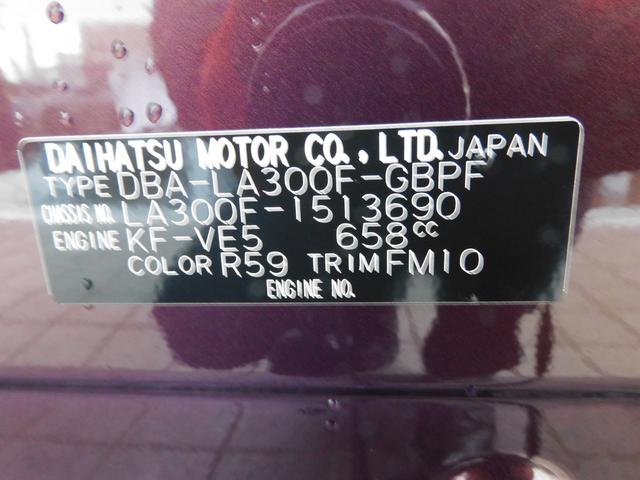 DAIHATSU MOTOR CO., LTD. JAPAN
TYPE DBA-LA300F-GBPF
CHASSIS NO. LA300F-1513690
ENGINE KF-VE5 658cc
COLOR R59 TRIM FM10
ENGINE NO.